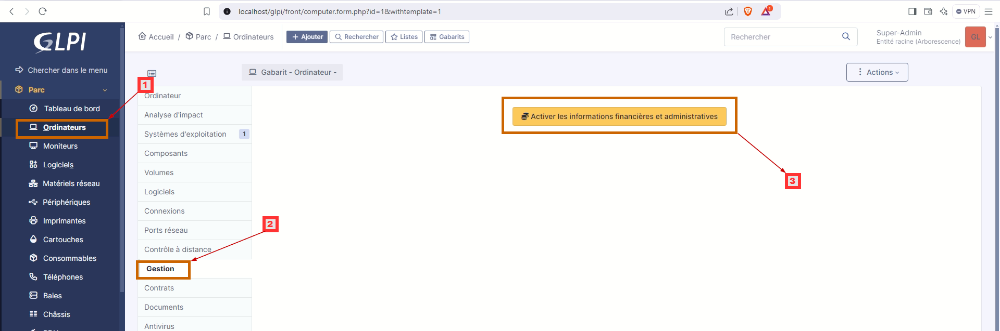 localhost/glpi/front/computer.form.php?id=1&withtemplate=1
1
VPN
GLPI
Accueil / Parc / Ordinateurs
Ajouter
Rechercher
Listes
Gabarits
Rechercher
Super-Admin
Entité racine (Arborescence)
GL
Chercher dans le menu
Parc
Tableau de bord
Ordinateurs
Moniteurs
Logiciels
Matériels réseau
Périphériques
Imprimantes
Cartouches
Consommables
Téléphones
Baies
Châssis
Gabarit - Ordinateur -
Actions
1
Ordinateur
Analyse d'impact
Systèmes d'exploitation 1
Composants
Volumes
Logiciels
Connexions
Ports réseau
Contrôle à distance
Gestion
Contrats
Documents
Antivirus
2
Activer les informations financières et administratives
3